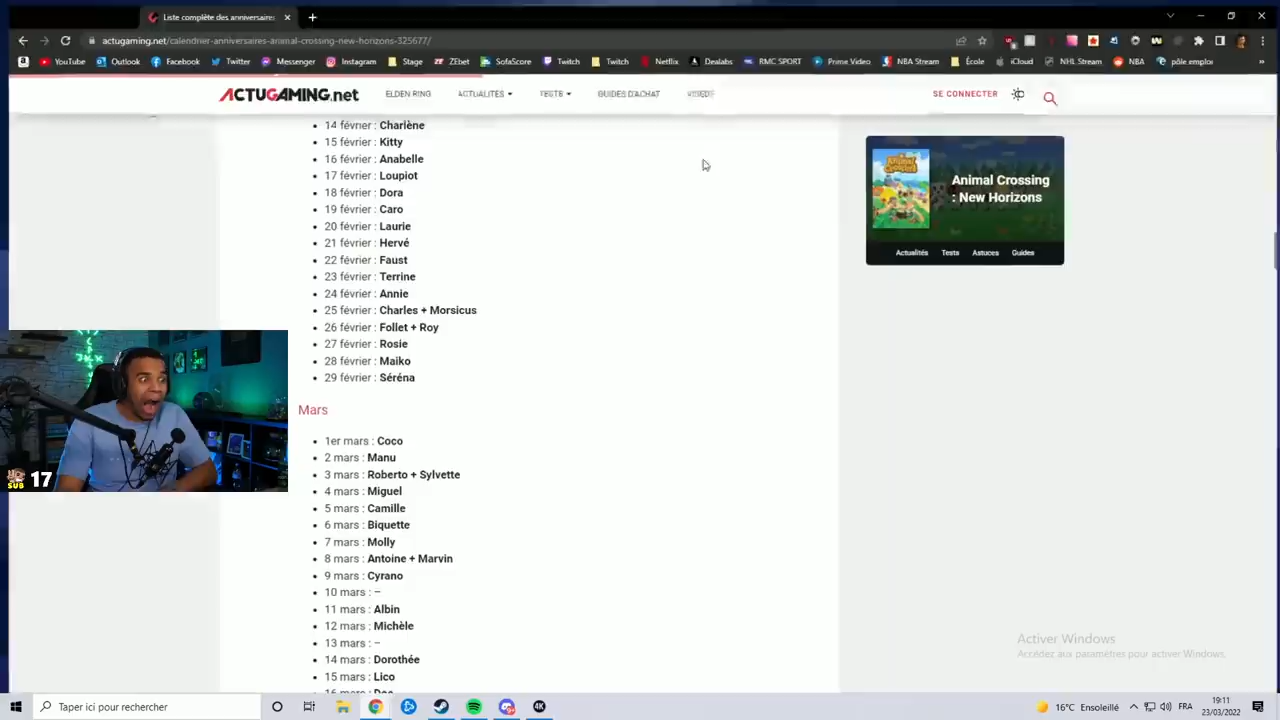 Liste complète des anniversaires
actugaming.net/calendrier-anniversaires-animal-crossing-new-horizons-325677/
YouTube Outlook Facebook Twitter Messenger Instagram Stage ZEbet SofaScore Twitch Twitch Netflix Dealabs RMC SPORT Prime Video NBA Stream École iCloud NHL Stream NBA pôle emploi
ACTUGAMING.net ELDEN RING ACTUALITÉS TESTS GUIDES D'ACHAT SE CONNECTER
14 février : Charlène
15 février : Kitty
16 février : Anabelle
17 février : Loupiot
18 février : Dora
19 février : Caro
20 février : Laurie
21 février : Hervé
22 février : Faust
23 février : Terrine
24 février : Annie
25 février : Charles + Morsicus
26 février : Follet + Roy
27 février : Rosie
28 février : Maiko
29 février : Séréna
Mars
1er mars : Coco
2 mars : Manu
3 mars : Roberto + Sylvette
4 mars : Miguel
5 mars : Camille
6 mars : Biquette
7 mars : Molly
8 mars : Antoine + Marvin
9 mars : Cyrano
10 mars : –
11 mars : Albin
12 mars : Michèle
13 mars : –
14 mars : Dorothée
15 mars : Lico
Animal Crossing
: New Horizons
Actualités Tests Astuces Guides
SUB 17
Activer Windows
Accédez aux paramètres pour activer Windows.
Taper ici pour rechercher
4K
16°C Ensoleillé
FRA
19:11
23/03/2022